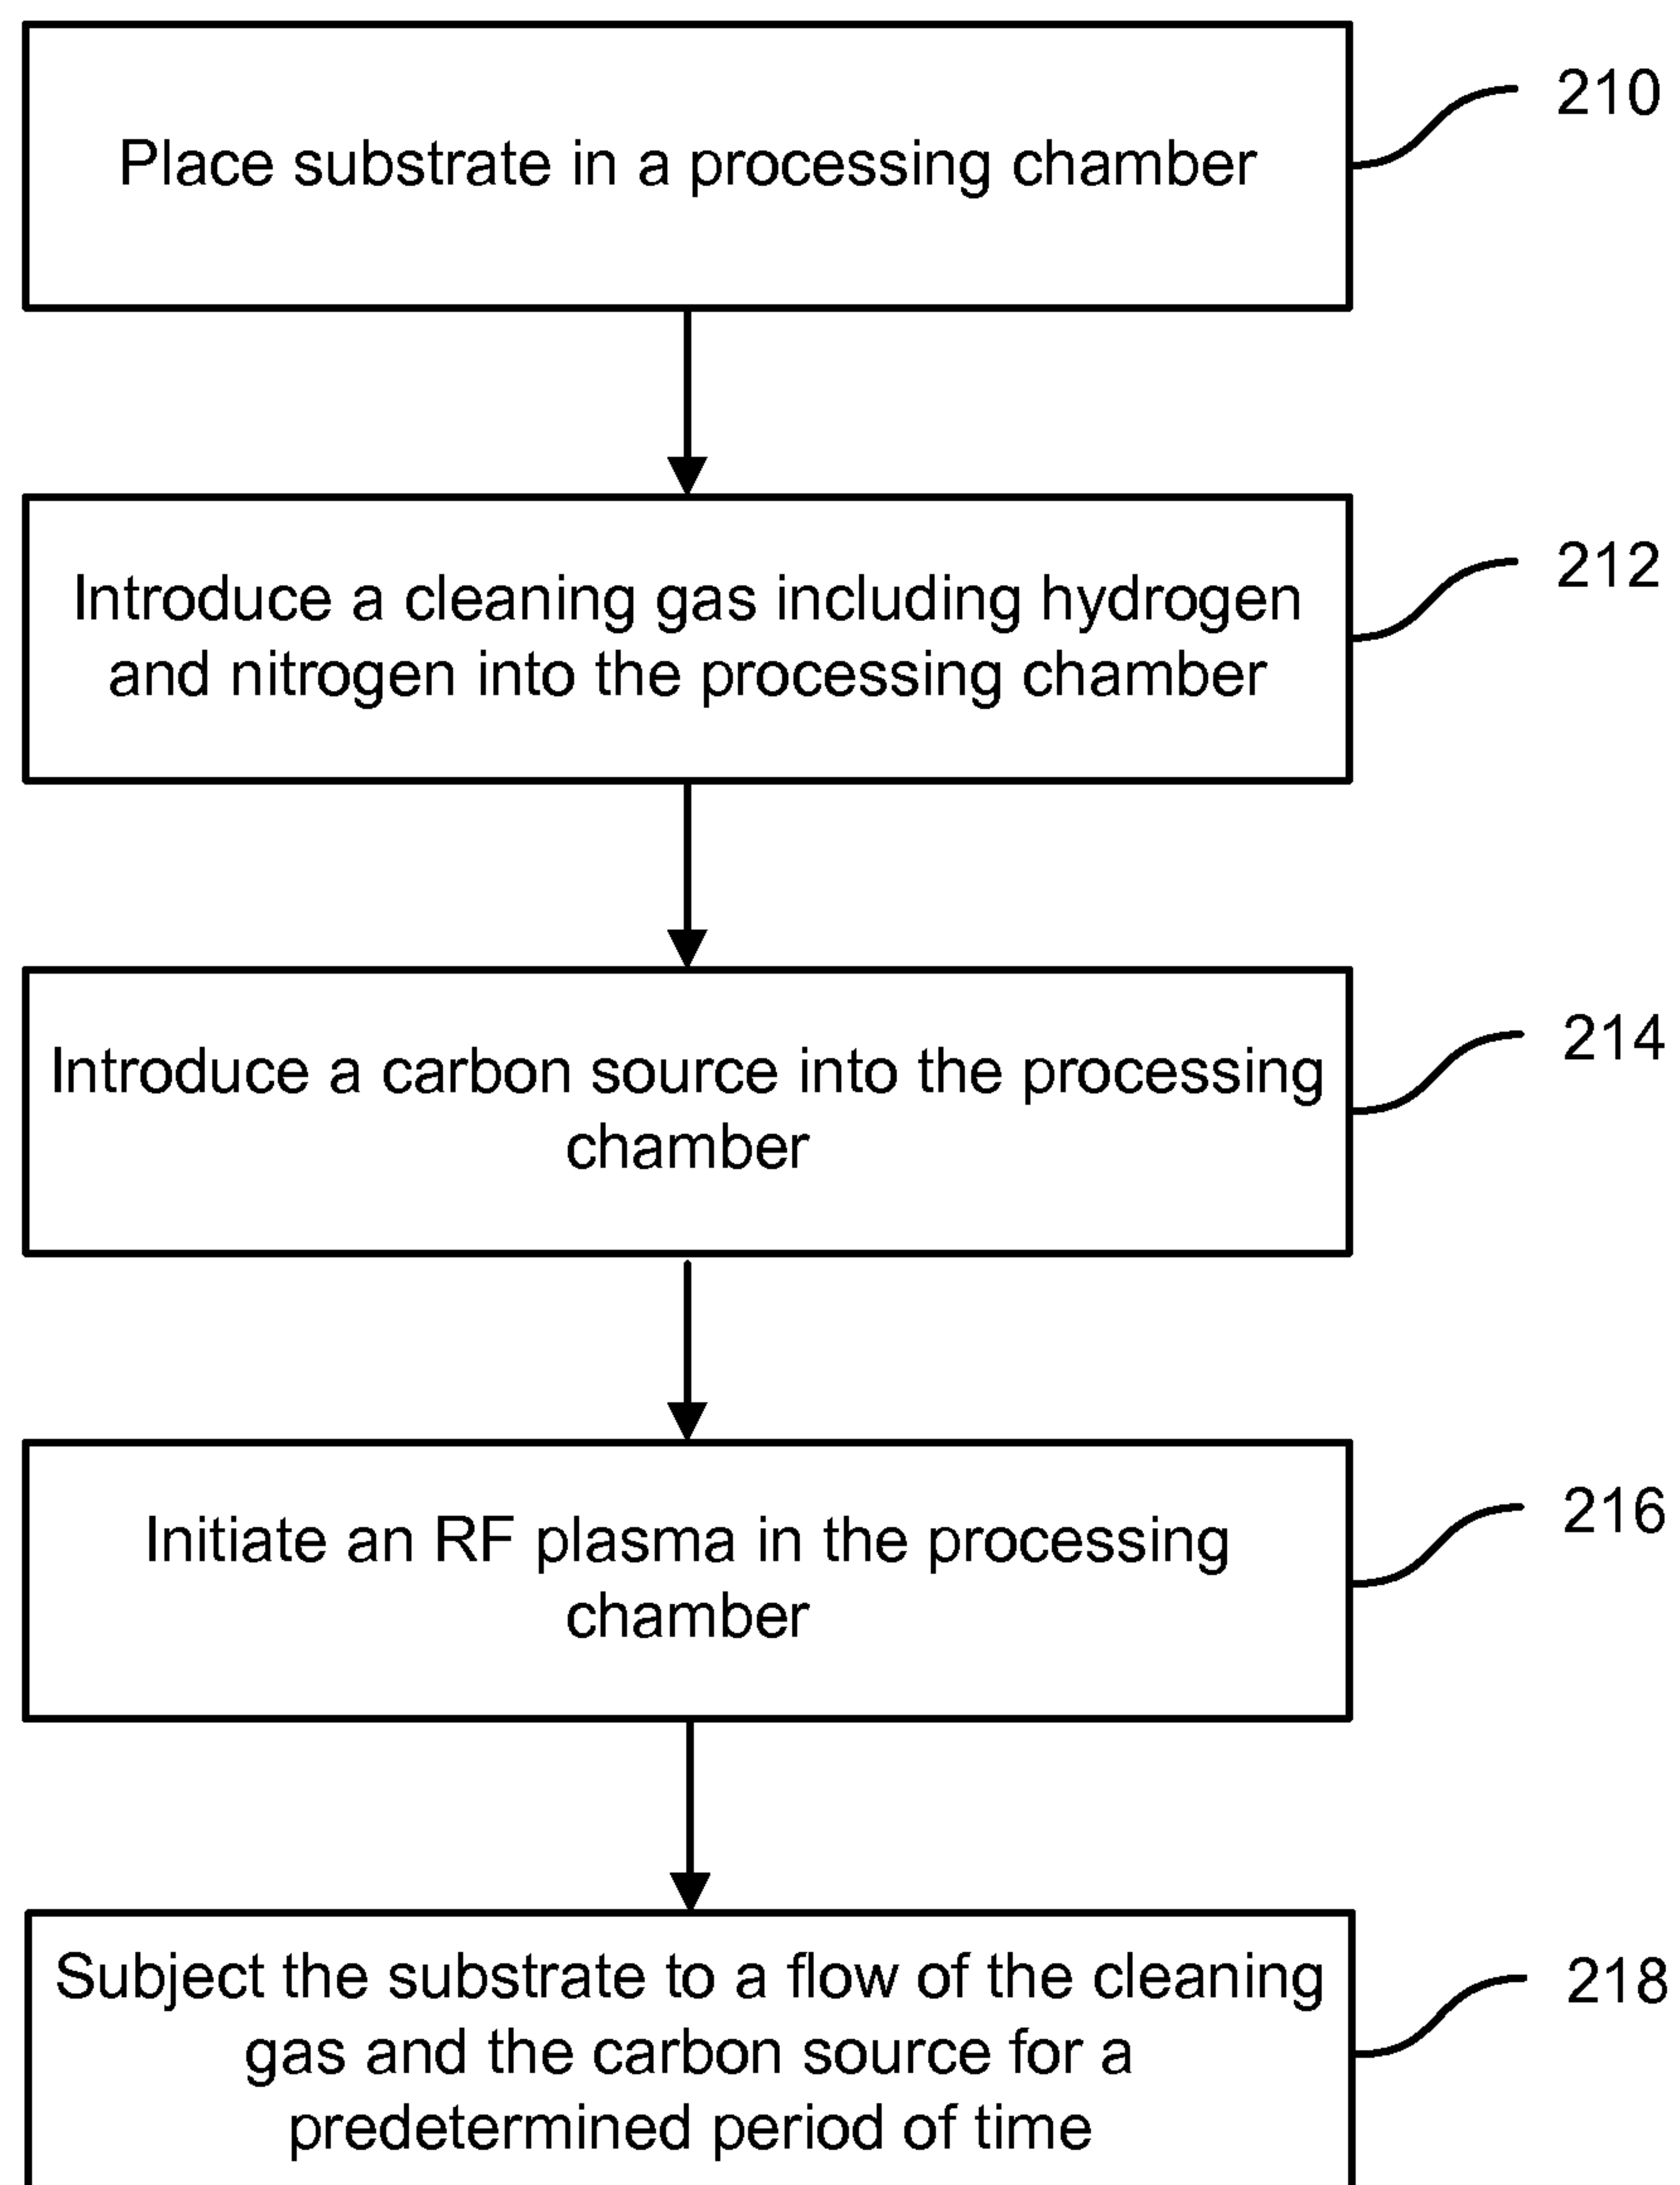 Place substrate in a processing chamber
210
Introduce a cleaning gas including hydrogen
and nitrogen into the processing chamber
212
Introduce a carbon source into the processing
chamber
214
Initiate an RF plasma in the processing
chamber
216
Subject the substrate to a flow of the cleaning
gas and the carbon source for a
predetermined period of time
218